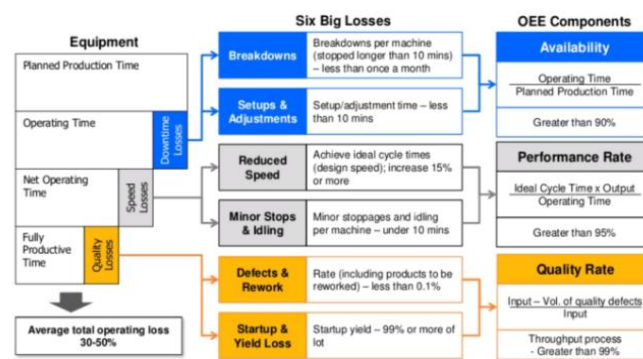 Six Big Losses
OEE Components
Equipment
Planned Production Time
Operating Time
Downtime
Losses
Net Operating
Time
Speed
Losses
Fully
Productive
Time
Quality
Losses
Average total operating loss
30-50%
Breakdowns
Breakdowns per machine
(stopped longer than 10 mins)
– less than once a month
Setups &
Adjustments
Setup/adjustment time – less
than 10 mins
Reduced
Speed
Achieve ideal cycle times
(design speed); increase 15%
or more
Minor Stops
& Idling
Minor stoppages and idling
per machine – under 10 mins
Defects &
Rework
Rate (including products to be
reworked) – less than 0.1%
Startup &
Yield Loss
Startup yield – 99% or more of
lot
Availability
Operating Time
Planned Production Time
Greater than 90%
Performance Rate
Ideal Cycle Time x Output
Operating Time
Greater than 95%
Quality Rate
Input – Vol. of quality defects
Input
Throughput process
- Greater than 99%